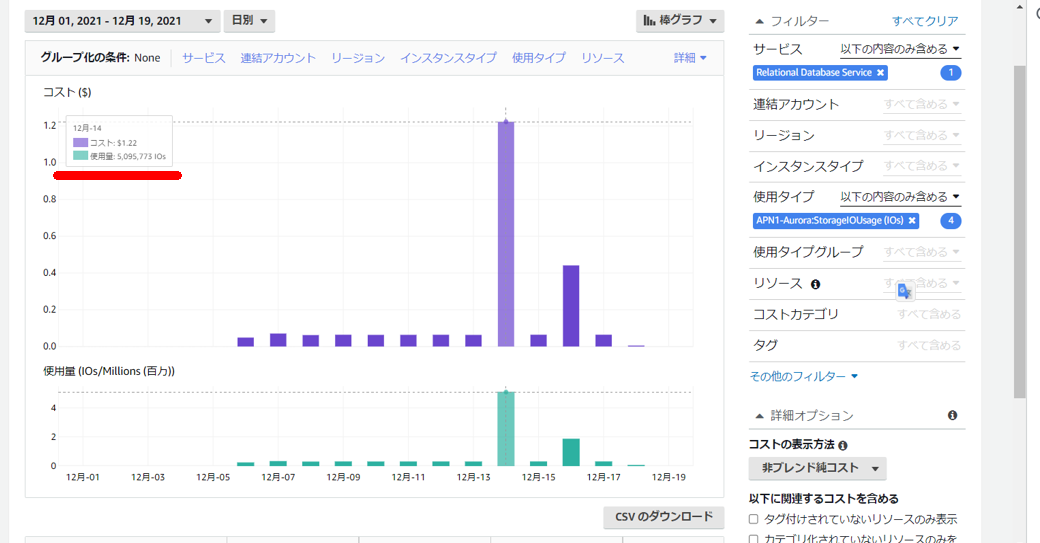 12月 01, 2021 - 12月 19, 2021
日別
棒グラフ
グループ化の条件: None
サービス
連結アカウント
リージョン
インスタンスタイプ
使用タイプ
リソース
詳細
コスト ($)
1.2
1.0
0.8
0.6
0.4
0.2
0.0
12月-14
コスト: $1.22
使用量: 5,095,773 IOs
使用量 (IOs/Millions (百万))
4
2
0
12月-01
12月-03
12月-05
12月-07
12月-09
12月-11
12月-13
12月-15
12月-17
12月-19
CSV のダウンロード
フィルター
すべてクリア
サービス
以下の内容のみ含める
Relational Database Service
1
連結アカウント
すべて含める
リージョン
すべて含める
インスタンスタイプ
すべて含める
使用タイプ
以下の内容のみ含める
APN1-Aurora:StorageIOUsage (IOs)
4
使用タイプグループ
すべて含める
リソース
すべて含める
コストカテゴリ
すべて含める
タグ
すべて含める
その他のフィルター
詳細オプション
コストの表示方法
非ブレンド純コスト
以下に関連するコストを含める
タグ付けされていないリソースのみ表示
カテゴリ化されていないリソースのみを